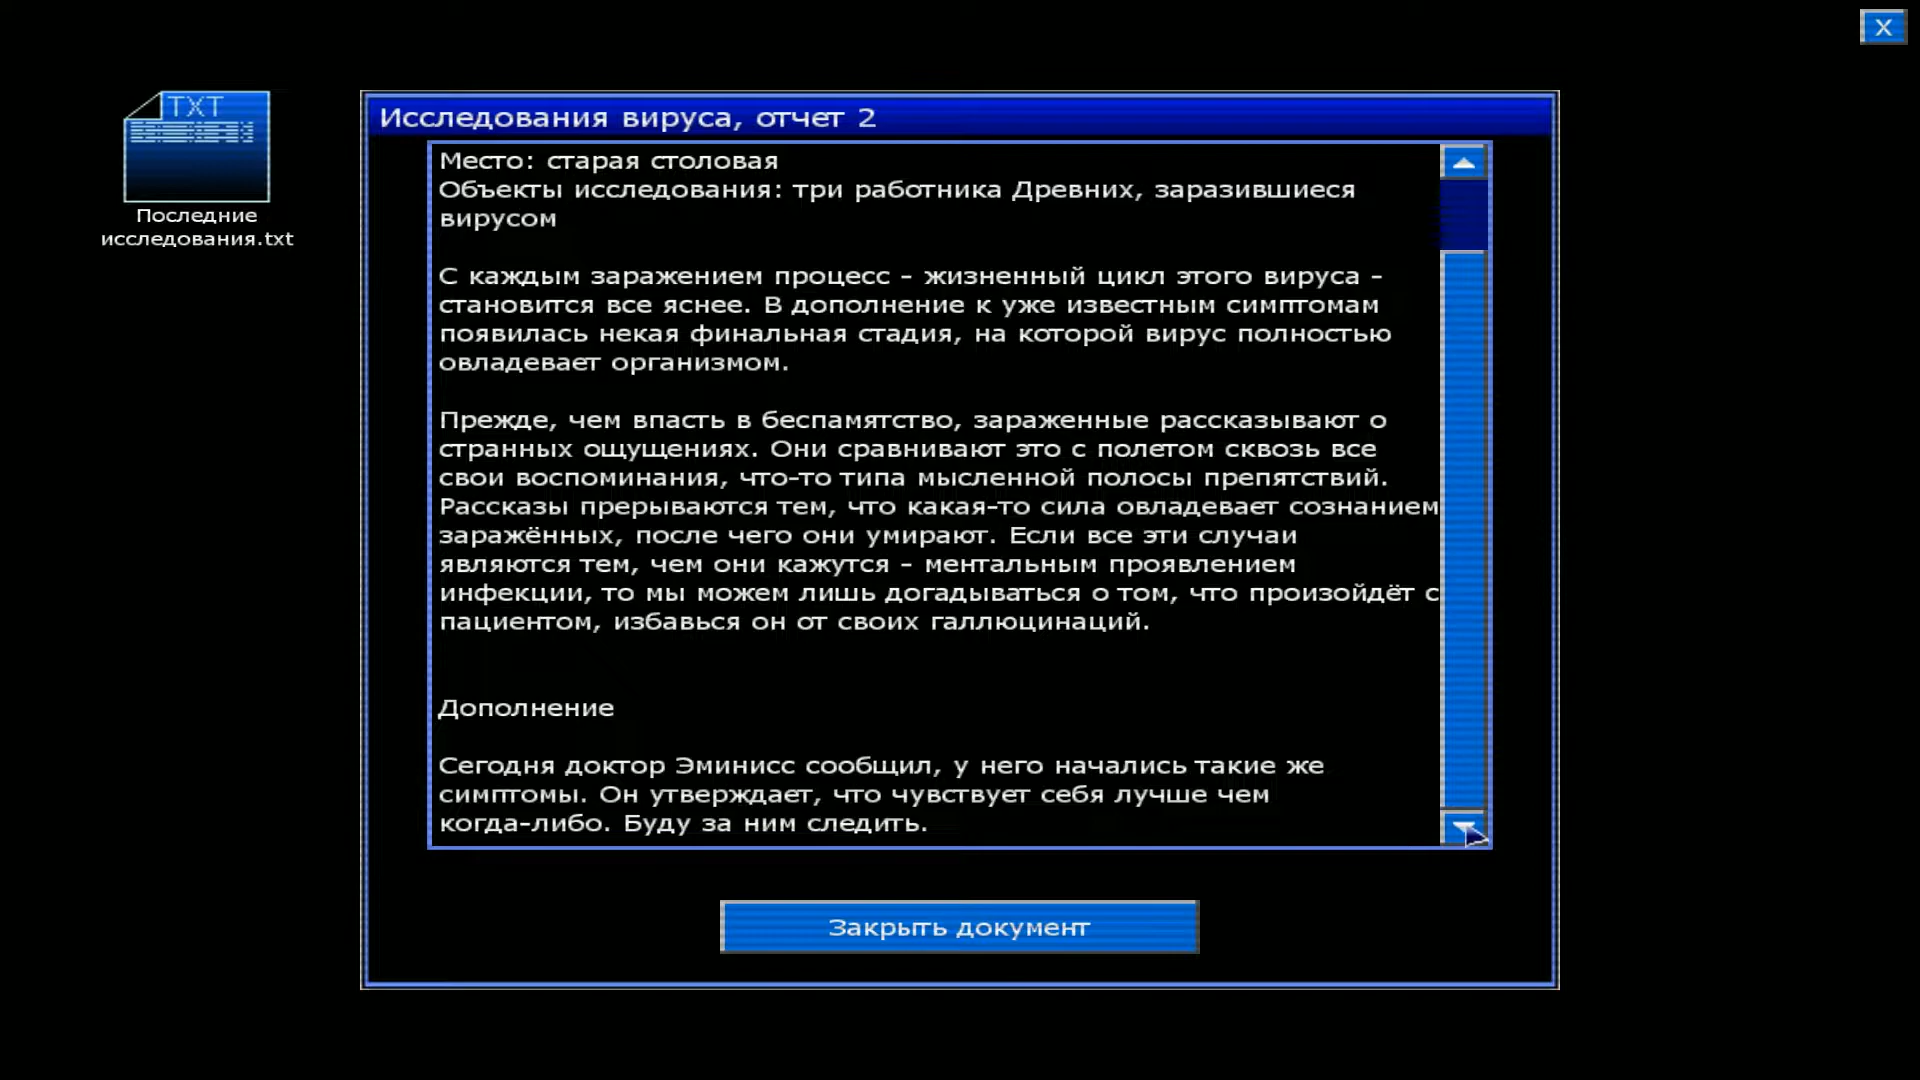 X
TXT
Последние
исследования.txt
Исследования вируса, отчет 2
Место: старая столовая
Объекты исследования: три работника Древних, заразившиеся
вирусом
С каждым заражением процесс - жизненный цикл этого вируса -
становится все яснее. В дополнение к уже известным симптомам
появилась некая финальная стадия, на которой вирус полностью
овладевает организмом.
Прежде, чем впасть в беспамятство, зараженные рассказывают о
странных ощущениях. Они сравнивают это с полетом сквозь все
свои воспоминания, что-то типа мысленной полосы препятствий.
Рассказы прерываются тем, что какая-то сила овладевает сознанием
заражённых, после чего они умирают. Если все эти случаи
являются тем, чем они кажутся - ментальным проявлением
инфекции, то мы можем лишь догадываться о том, что произойдёт с
пациентом, избавься он от своих галлюцинаций.
Дополнение
Сегодня доктор Эминисс сообщил, у него начались такие же
симптомы. Он утверждает, что чувствует себя лучше чем
когда-либо. Буду за ним следить.
Закрыть документ